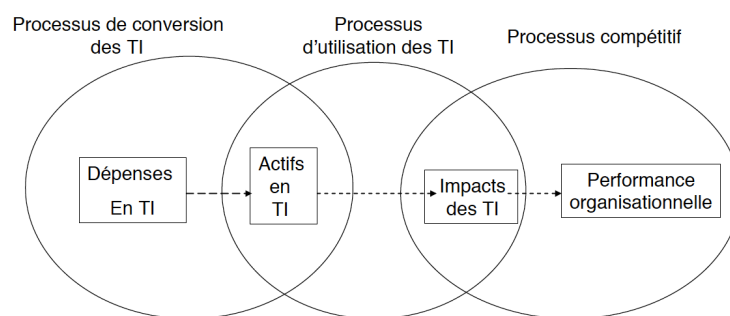 Processus de conversion
des TI
Processus
d'utilisation des TI
Processus compétitif
Dépenses
En TI
Actifs
en
TI
Impacts
des TI
Performance
organisationnelle